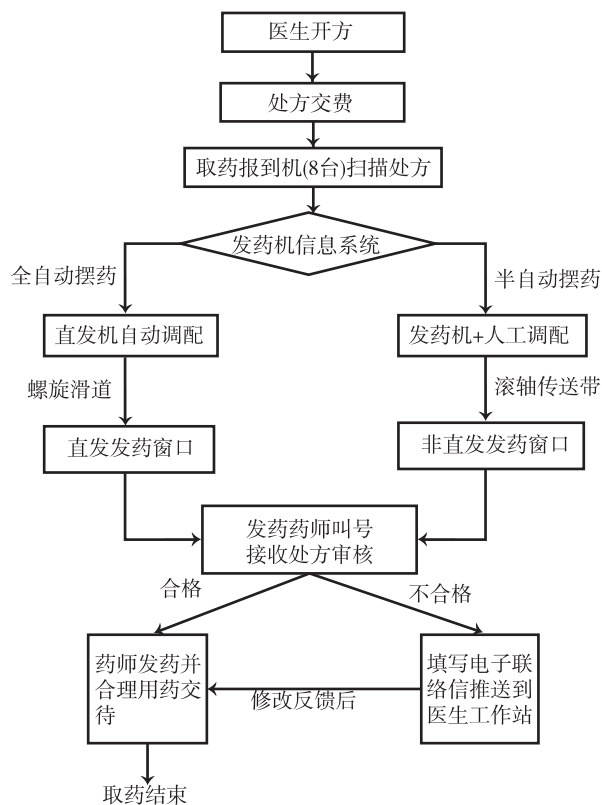 医生开方
处方交费
取药报到机(8台)扫描处方
发药机信息系统
全自动摆药
半自动摆药
直发机自动调配
发药机+人工调配
螺旋滑道
滚轴传送带
直发发药窗口
非直发发药窗口
发药药师叫号
接收处方审核
合格
不合格
药师发药并
合理用药交
待
填写电子联
络信推送到
医生工作站
修改反馈后
取药结束